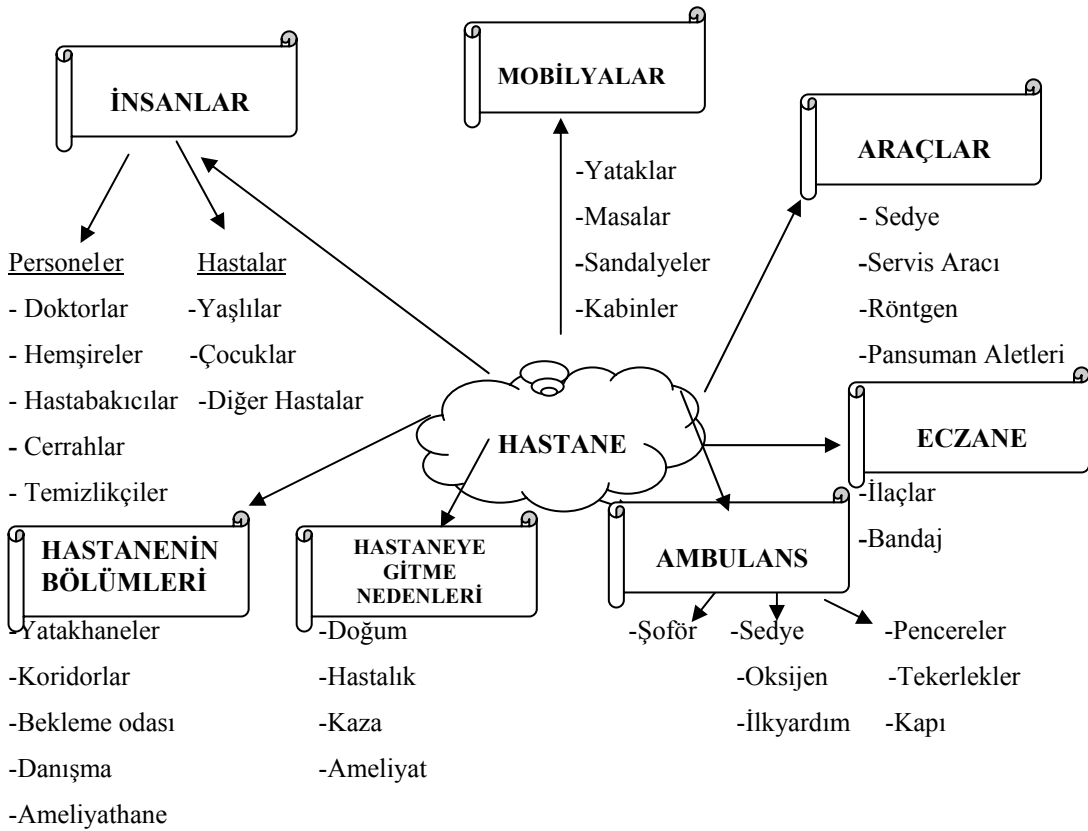 İNSANLAR
MOBİLYALAR
ARAÇLAR
-Yataklar
-Masalar
-Sandalyeler
-Kabinler
- Sedye
-Servis Aracı
-Röntgen
-Pansuman Aletleri
Personeler
- Doktorlar
- Hemşireler
- Hastabakıcılar
- Cerrahlar
- Temizlikçiler
Hastalar
-Yaşlılar
-Çocuklar
-Diğer Hastalar
HASTANE
ECZANE
-İlaçlar
-Bandaj
HASTANENİN
BÖLÜMLERİ
-Yatakhaneler
-Koridorlar
-Bekleme odası
-Danışma
-Ameliyathane
HASTANEYE
GİTME
NEDENLERİ
-Doğum
-Hastalık
-Kaza
-Ameliyat
AMBULANS
-Şoför
-Sedye
-Oksijen
-İlkyardım
-Pencereler
-Tekerlekler
-Kapı